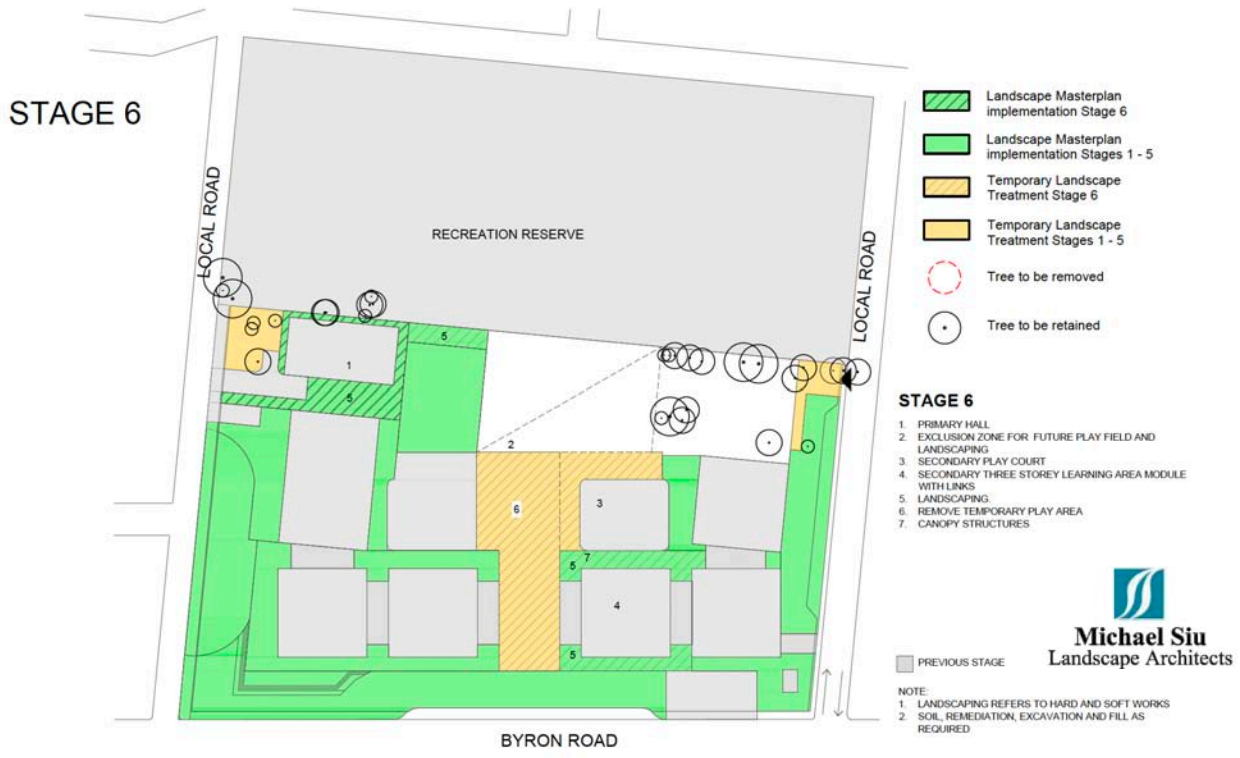 STAGE 6
LOCAL ROAD
RECREATION RESERVE
LOCAL ROAD
1
5
5
2
3
6
7
5
4
5
BYRON ROAD
Landscape Masterplan
implementation Stage 6
Landscape Masterplan
implementation Stages 1 - 5
Temporary Landscape
Treatment Stage 6
Temporary Landscape
Treatment Stages 1 - 5
Tree to be removed
Tree to be retained
STAGE 6
1. PRIMARY HALL
2. EXCLUSION ZONE FOR FUTURE PLAY FIELD AND
LANDSCAPING
3. SECONDARY PLAY COURT
4. SECONDARY THREE STOREY LEARNING AREA MODULE
WITH LINKS
5. LANDSCAPING.
6. REMOVE TEMPORARY PLAY AREA
7. CANOPY STRUCTURES
Michael Siu
Landscape Architects
PREVIOUS STAGE
NOTE:
1. LANDSCAPING REFERS TO HARD AND SOFT WORKS
2. SOIL, REMEDIATION, EXCAVATION AND FILL AS
REQUIRED